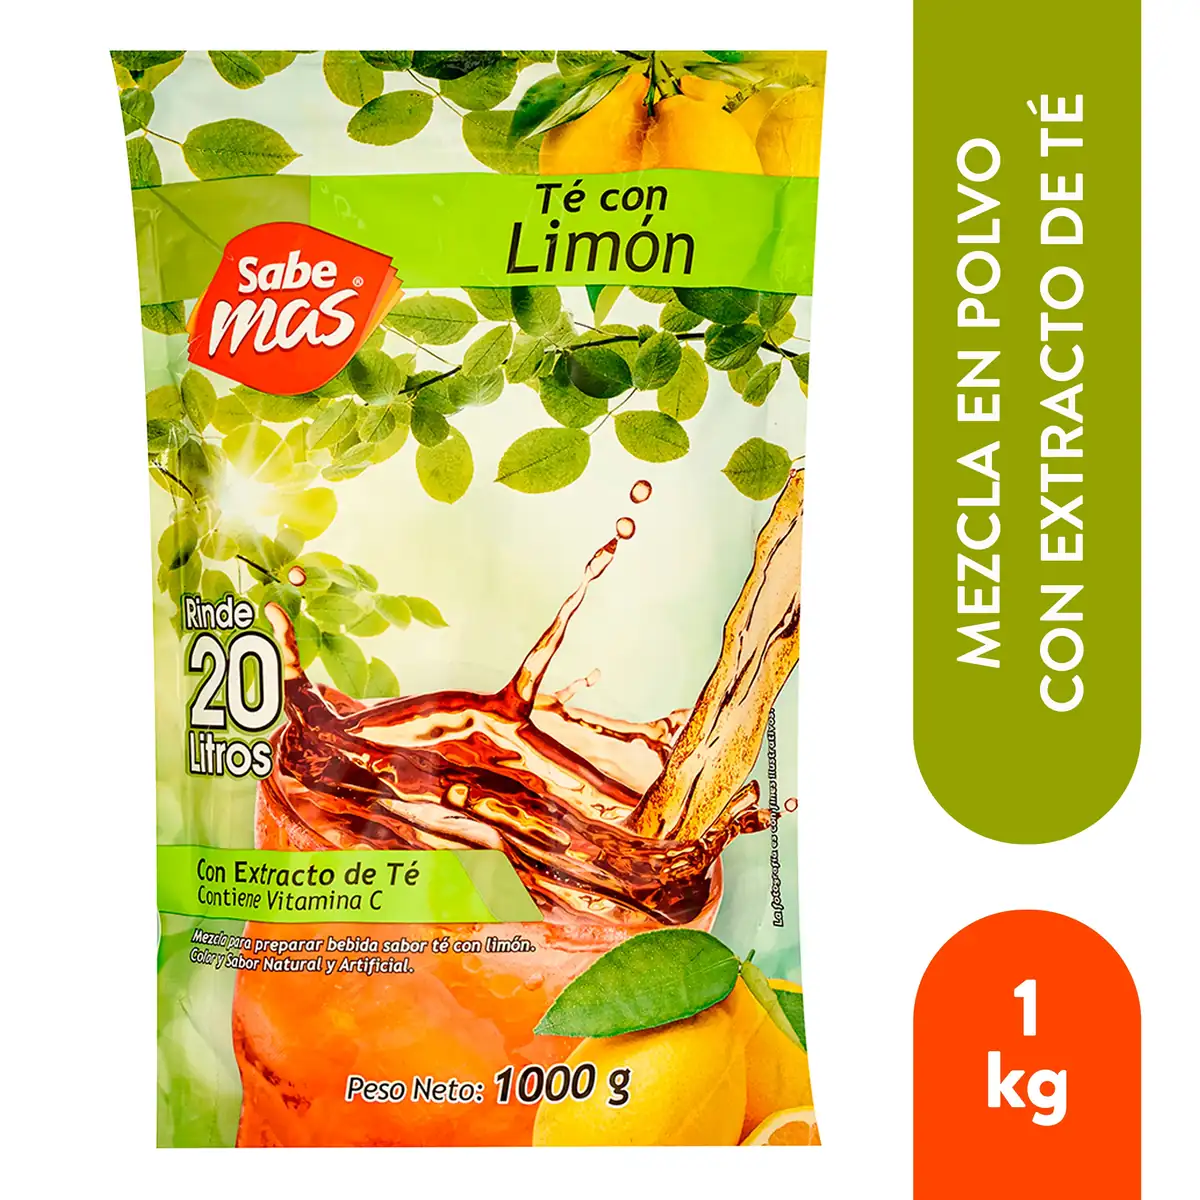 Té con
Limón
Sabe
mas®
Rinde
20
Litros
Con Extracto de Té
Contiene Vitamina C
Mezcla para preparar bebida sabor té con limón.
Color y Sabor Natural y Artificial.
Peso Neto: 1000 g
La fotografía es con fines ilustrativos.
MEZCLA EN POLVO
CON EXTRACTO DE TÉ
1
kg